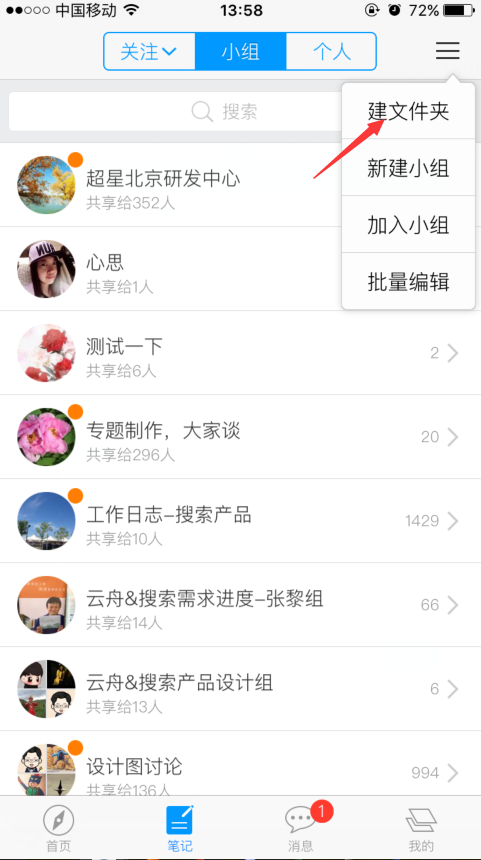 中国移动 13:58 72%
关注 小组 个人
搜索
建文件夹
新建小组
加入小组
批量编辑
超星北京研发中心
共享给352人
心思
共享给1人
测试一下
共享给6人
2
专题制作，大家谈
共享给296人
20
工作日志-搜索产品
共享给10人
1429
云舟&搜索需求进度-张黎组
共享给14人
66
云舟&搜索产品设计组
共享给13人
6
设计图讨论
共享给136人
994
1
首页 笔记 消息 我的